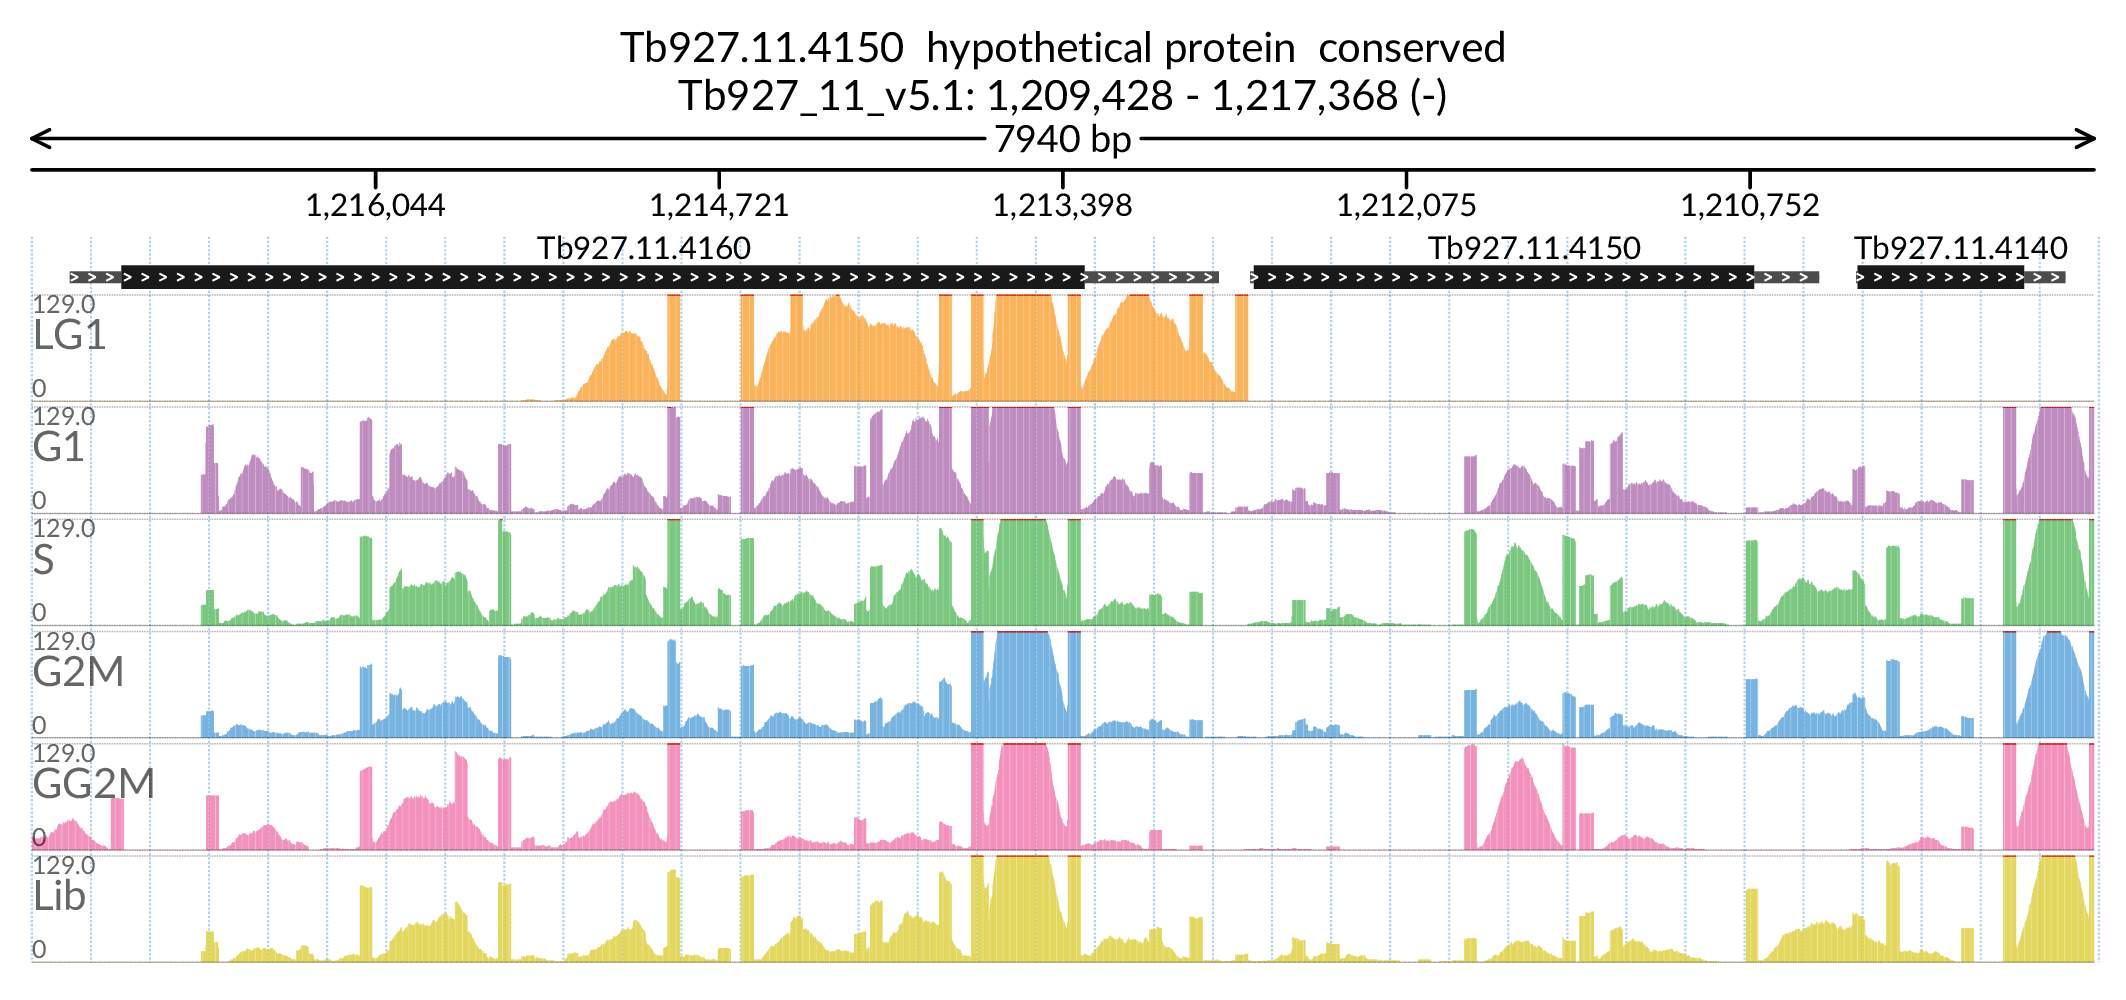 Tb927.11.4150 hypothetical protein conserved
Tb927_11_v5.1: 1,209,428 - 1,217,368 (-)
7940 bp
1,216,044 1,214,721 1,213,398 1,212,075 1,210,752
Tb927.11.4160 Tb927.11.4150 Tb927.11.4140
129.0
LG1
0
129.0
G1
0
129.0
S
0
129.0
G2M
0
129.0
GG2M
0
129.0
Lib
0